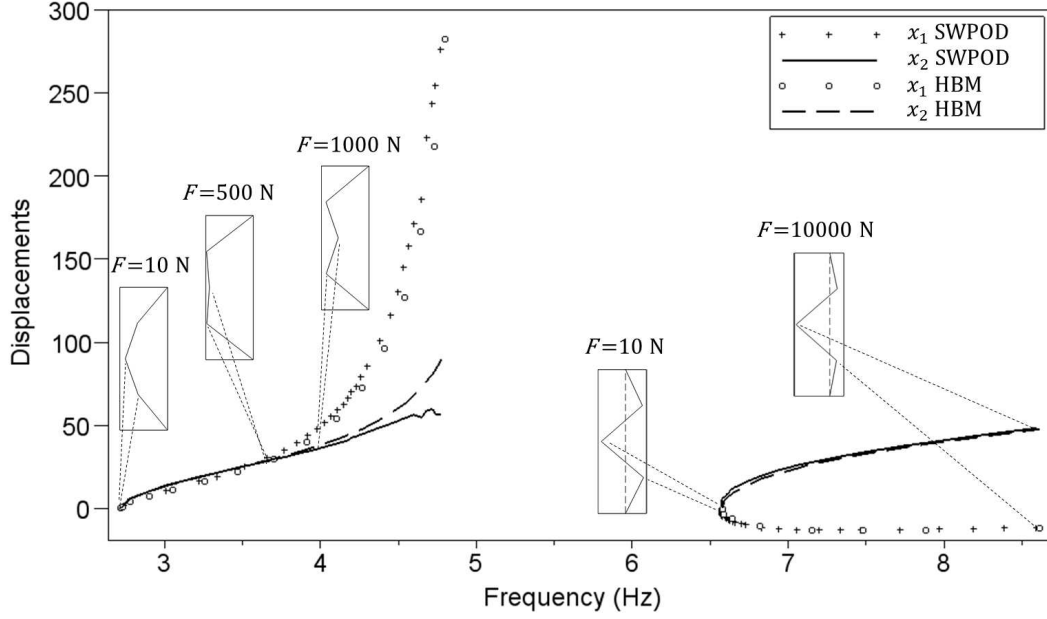 300
250
200
150
100
50
0
Displacements
x₁ SWPOD
x₂ SWPOD
x₁ HBM
x₂ HBM
F=1000 N
F=500 N
F=10 N
F=10000 N
F=10 N
3 4 5 6 7 8
Frequency (Hz)